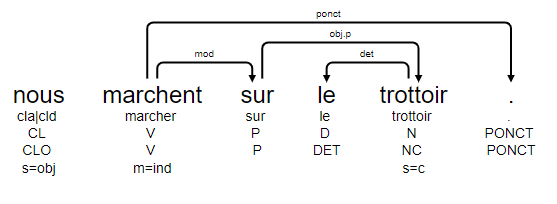 ponct
obj.p
mod det
nous marchent sur le trottoir .
cla|cld marcher sur le trottoir .
CL V P D N PONCT
CLO V P DET NC PONCT
s=obj m=ind s=c